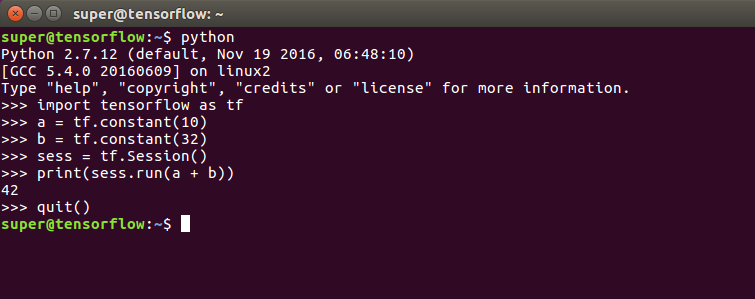 super@tensorflow: ~
super@tensorflow:~$ python
Python 2.7.12 (default, Nov 19 2016, 06:48:10)
[GCC 5.4.0 20160609] on linux2
Type "help", "copyright", "credits" or "license" for more information.
>>> import tensorflow as tf
>>> a = tf.constant(10)
>>> b = tf.constant(32)
>>> sess = tf.Session()
>>> print(sess.run(a + b))
42
>>> quit()
super@tensorflow:~$